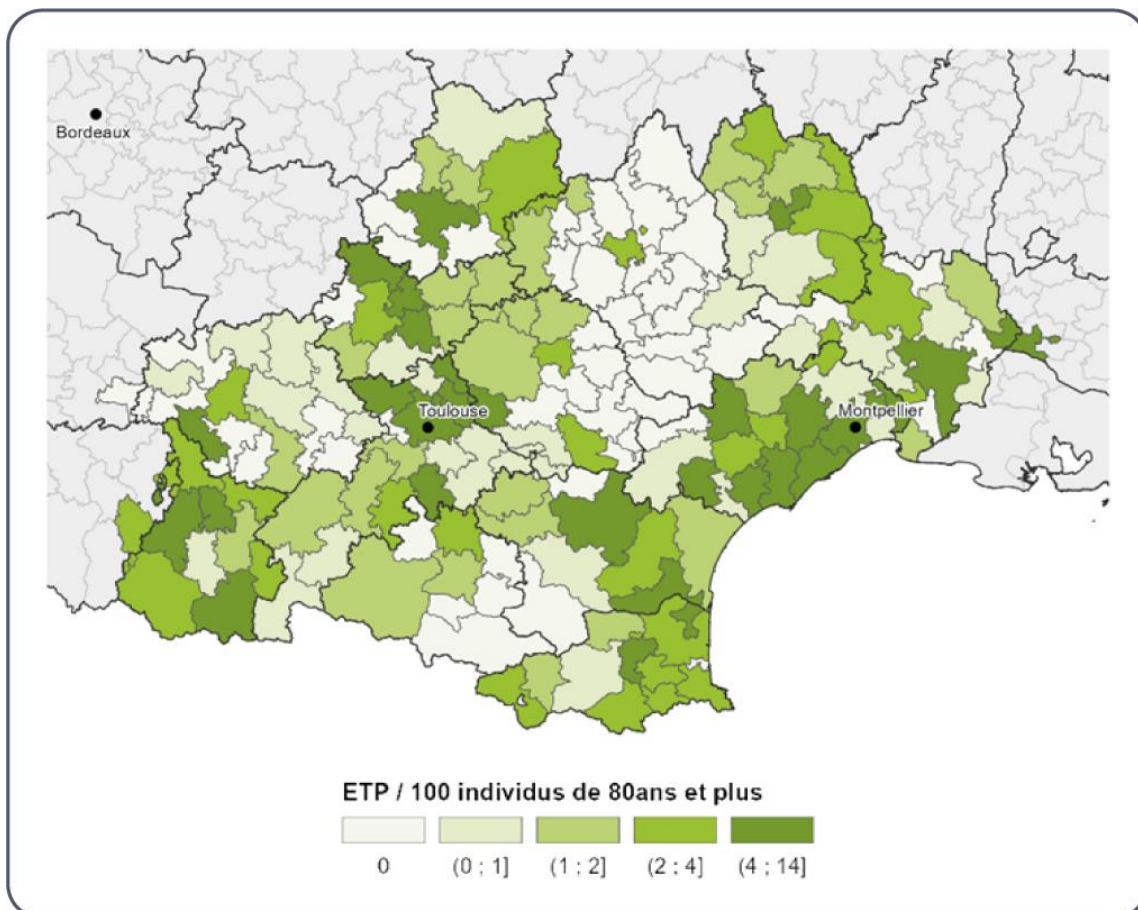 Bordeaux
Toulouse
Montpellier
ETP / 100 individus de 80ans et plus
0
(0 ; 1]
(1 ; 2]
(2 ; 4]
(4 ; 14]